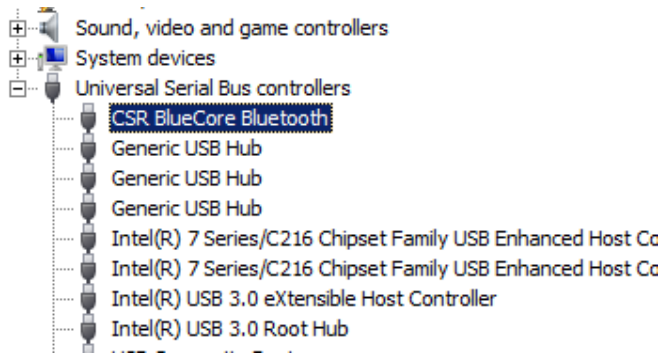 Sound, video and game controllers
System devices
Universal Serial Bus controllers
CSR BlueCore Bluetooth
Generic USB Hub
Generic USB Hub
Generic USB Hub
Intel(R) 7 Series/C216 Chipset Family USB Enhanced Host Co
Intel(R) 7 Series/C216 Chipset Family USB Enhanced Host Co
Intel(R) USB 3.0 eXtensible Host Controller
Intel(R) USB 3.0 Root Hub